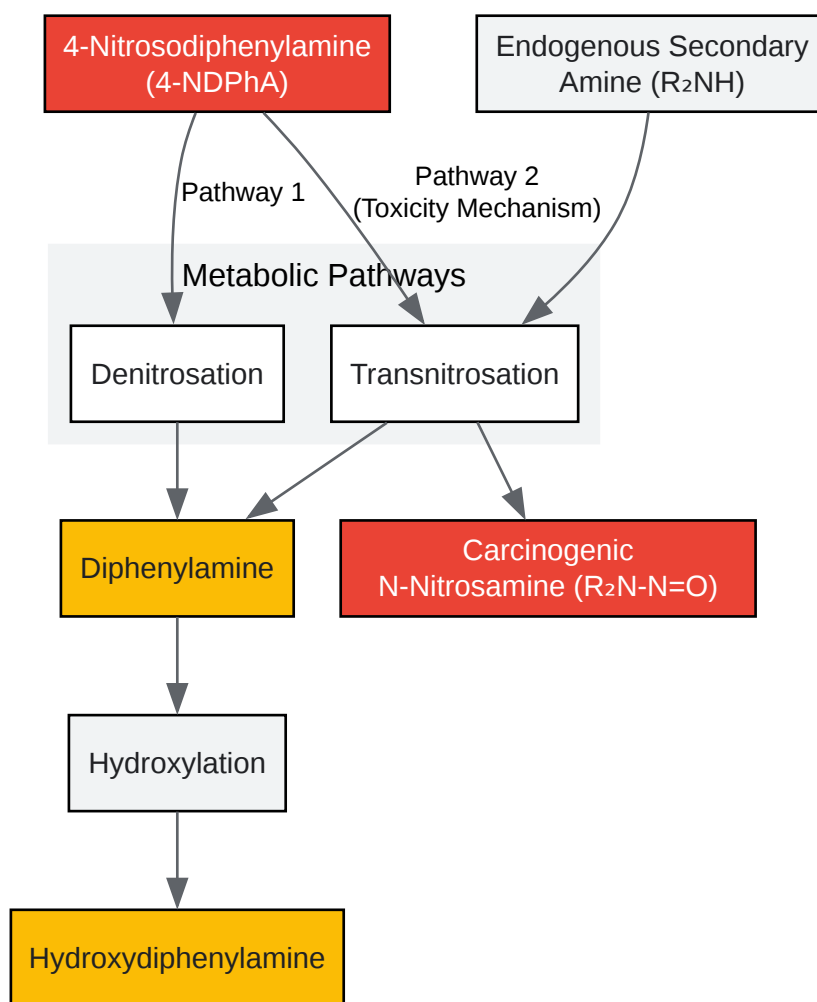 4-Nitrosodiphenylamine
(4-NDPhA)
Endogenous Secondary
Amine (R₂NH)
Pathway 1
Pathway 2
(Toxicity Mechanism)
Metabolic Pathways
Denitrosation
Transnitrosation
Diphenylamine
Carcinogenic
N-Nitrosamine (R₂N-N=O)
Hydroxylation
Hydroxydiphenylamine